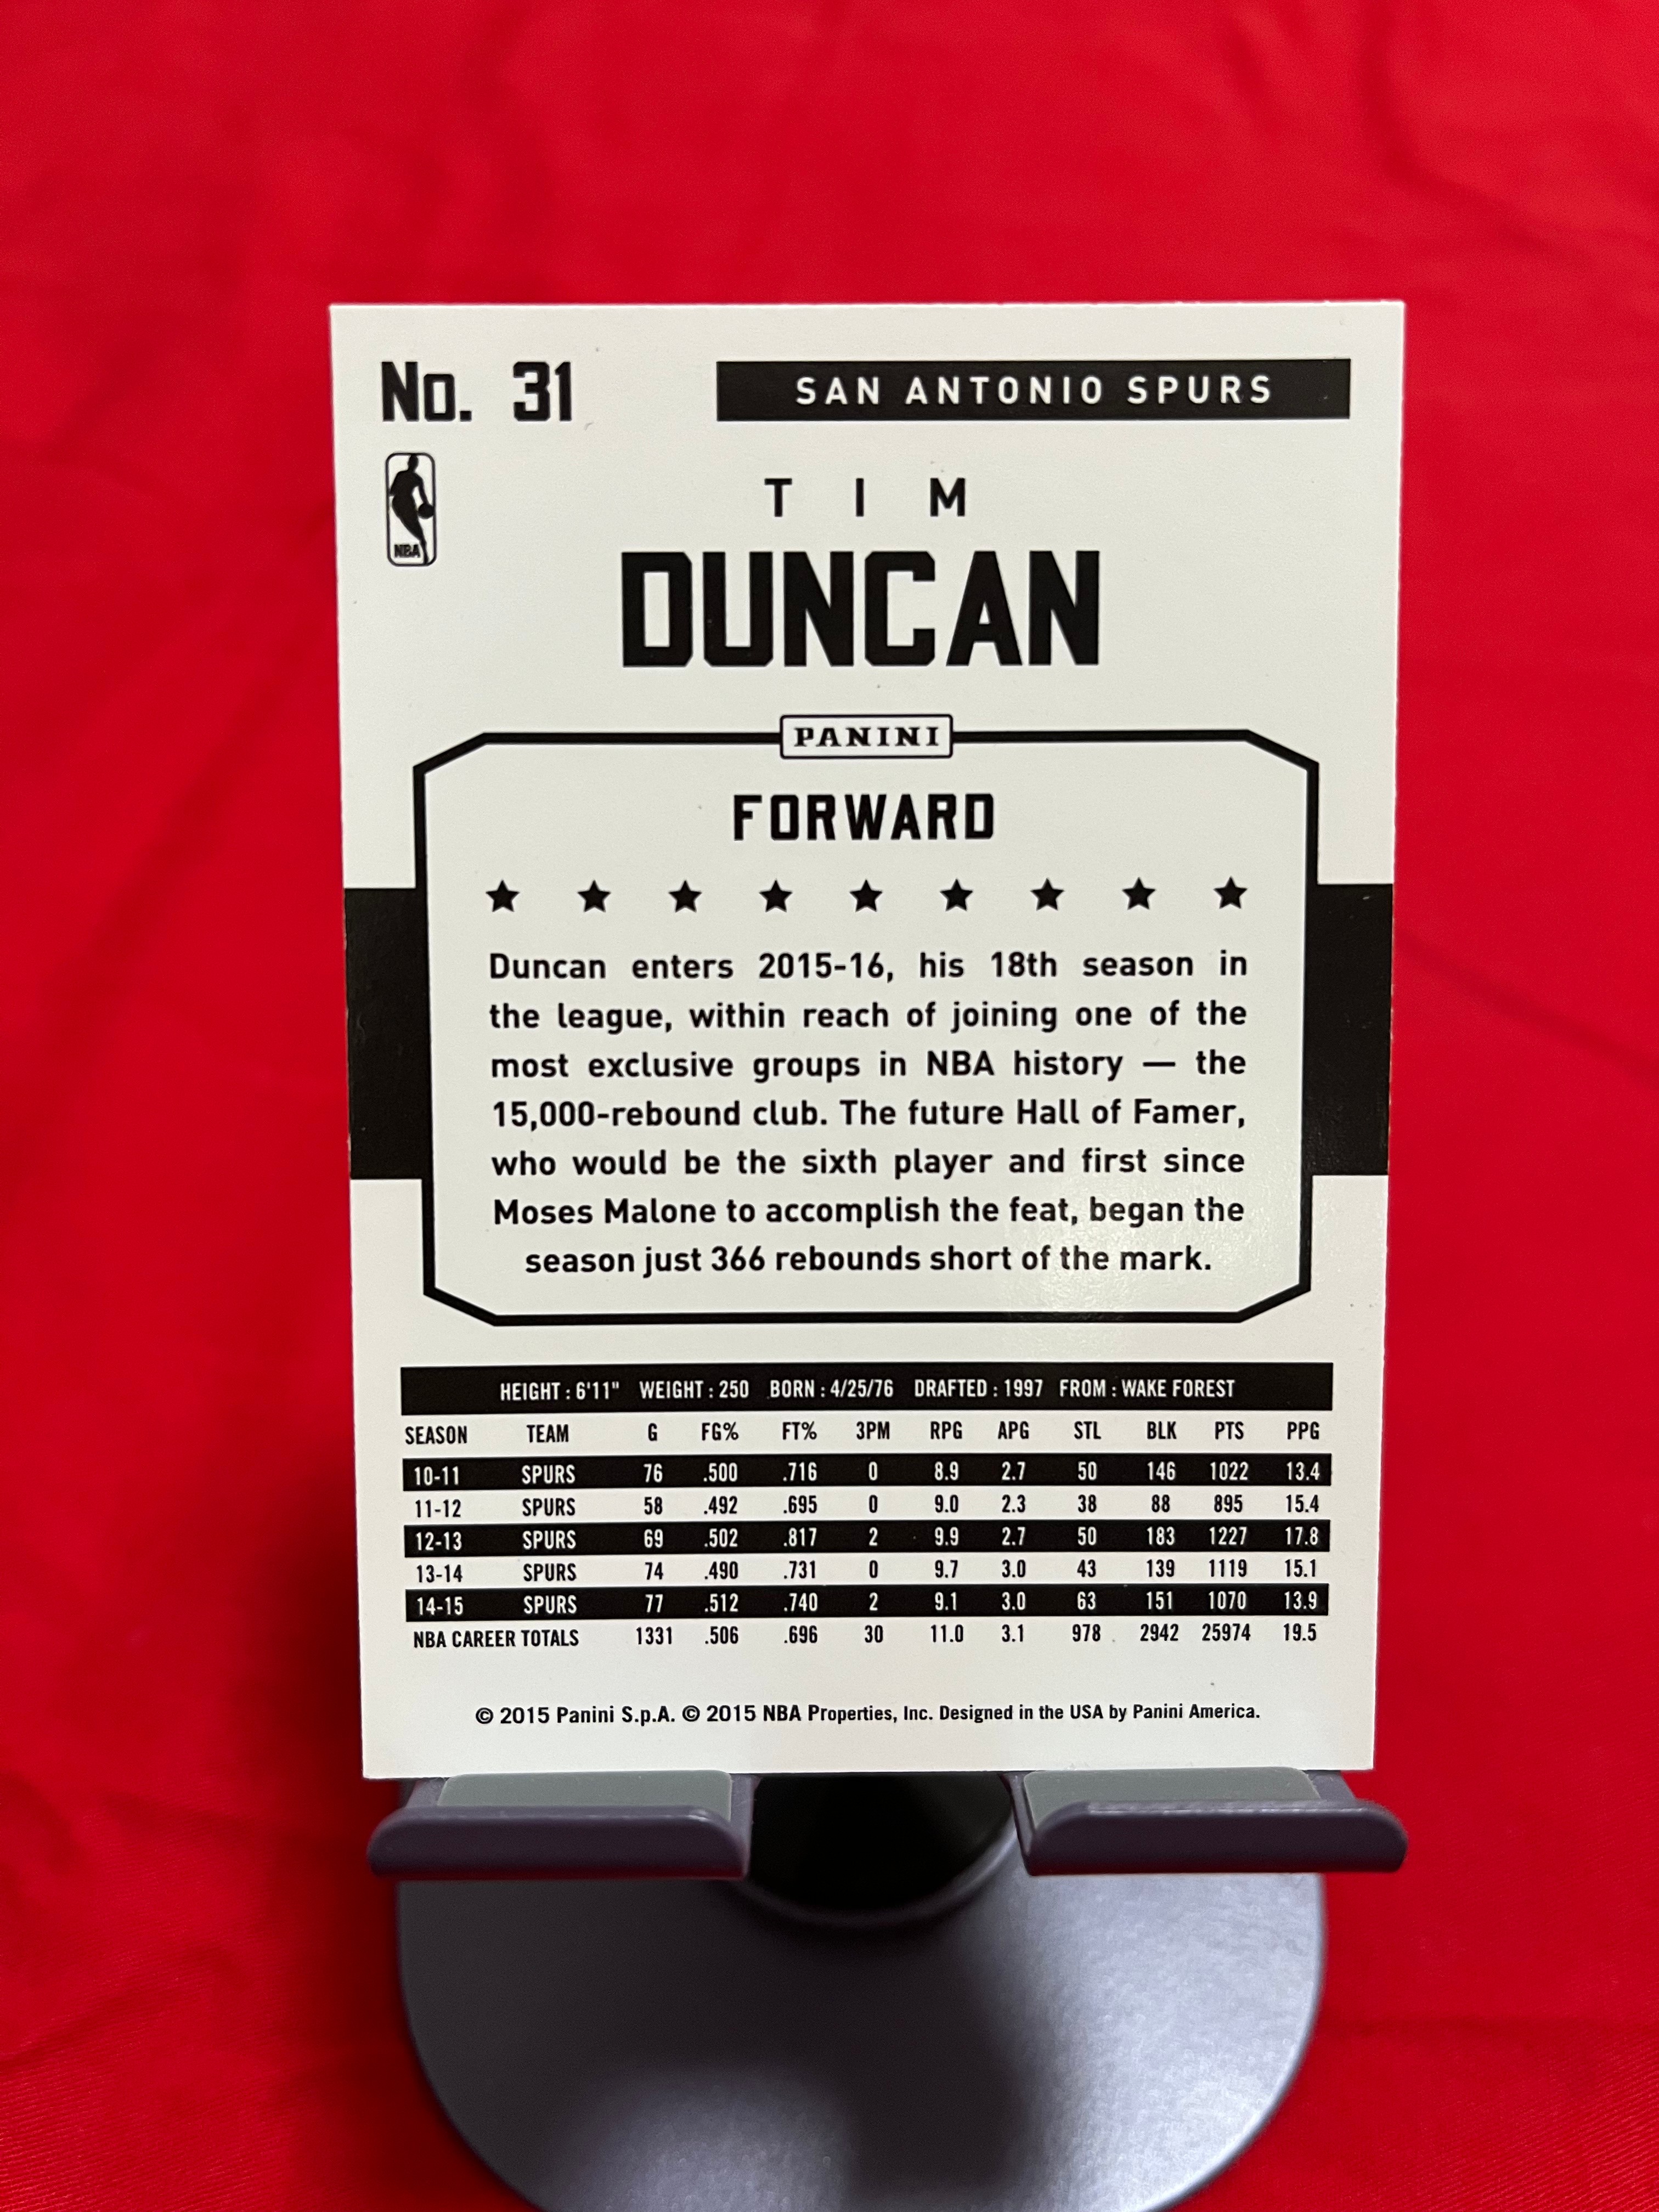 No. 31
SAN ANTONIO SPURS
NBA
TIM
DUNCAN
PANINI
FORWARD
Duncan enters 2015-16, his 18th season in
the league, within reach of joining one of the
most exclusive groups in NBA history — the
15,000-rebound club. The future Hall of Famer,
who would be the sixth player and first since
Moses Malone to accomplish the feat, began the
season just 366 rebounds short of the mark.
HEIGHT : 6'11" WEIGHT : 250 BORN : 4/25/76 DRAFTED : 1997 FROM : WAKE FOREST
SEASON TEAM G FG% FT% 3PM RPG APG STL BLK PTS PPG
10-11 SPURS 76 .500 .716 0 8.9 2.7 50 146 1022 13.4
11-12 SPURS 58 .492 .695 0 9.0 2.3 38 88 895 15.4
12-13 SPURS 69 .502 .817 2 9.9 2.7 50 183 1227 17.8
13-14 SPURS 74 .490 .731 0 9.7 3.0 43 139 1119 15.1
14-15 SPURS 77 .512 .740 2 9.1 3.0 63 151 1070 13.9
NBA CAREER TOTALS 1331 .506 .696 30 11.0 3.1 978 2942 25974 19.5
© 2015 Panini S.p.A. © 2015 NBA Properties, Inc. Designed in the USA by Panini America.